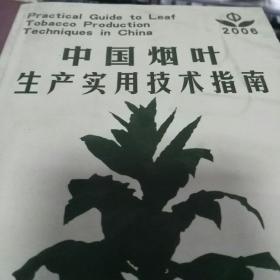 Practical Guide to Leaf
Tobacco Production
Techniques in China
2006
中国烟叶
生产实用技术指南